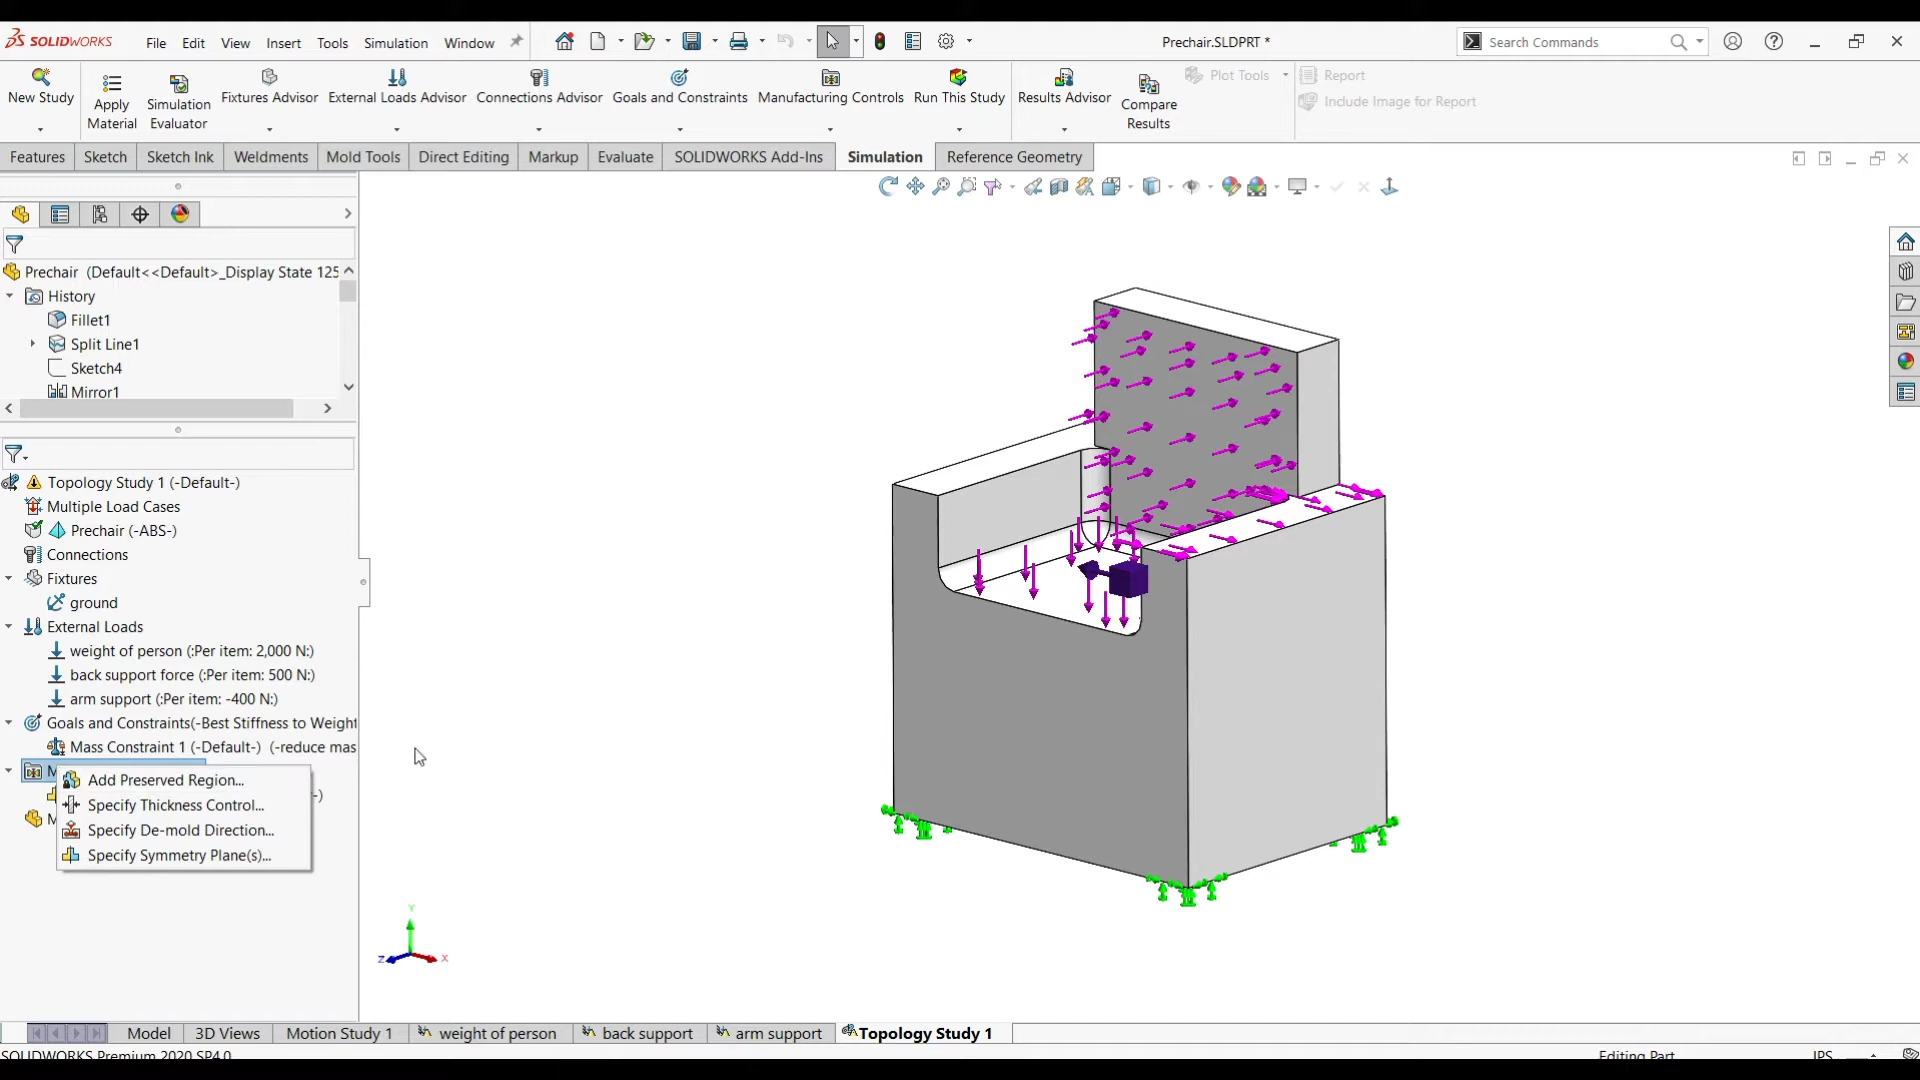 SOLIDWORKS
File Edit View Insert Tools Simulation Window
Prechair.SLDPRT *
Search Commands
New Study
Apply Material
Simulation Evaluator
Fixtures Advisor
External Loads Advisor
Connections Advisor
Goals and Constraints
Manufacturing Controls
Run This Study
Results Advisor
Compare Results
Plot Tools
Report
Include Image for Report
Features Sketch Sketch Ink Weldments Mold Tools Direct Editing Markup Evaluate SOLIDWORKS Add-Ins Simulation Reference Geometry
Prechair (Default<<Default>_Display State 125
History
Fillet1
Split Line1
Sketch4
Mirror1
Topology Study 1 (-Default-)
Multiple Load Cases
Prechair (-ABS-)
Connections
Fixtures
ground
External Loads
weight of person (:Per item: 2,000 N:)
back support force (:Per item: 500 N:)
arm support (:Per item: -400 N:)
Goals and Constraints(-Best Stiffness to Weight
Mass Constraint 1 (-Default-) (-reduce mas
M
Add Preserved Region...
-)
Specify Thickness Control...
M
Specify De-mold Direction...
Specify Symmetry Plane(s)...
Y
Z X
Model 3D Views Motion Study 1 weight of person back support arm support Topology Study 1
SOLIDWORKS Premium 2020 SP4.0
Editing Part
IPS